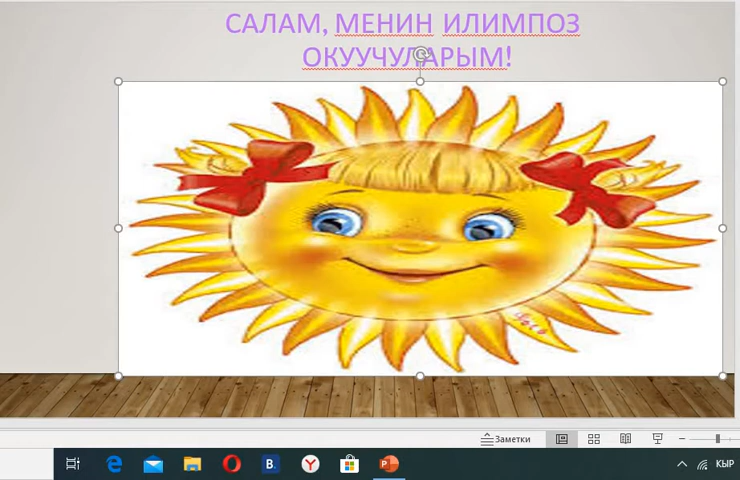 САЛАМ, МЕНИН ИЛИМПОЗ
ОКУУЧУЛАРЫМ!
Заметки
B.
КЫР